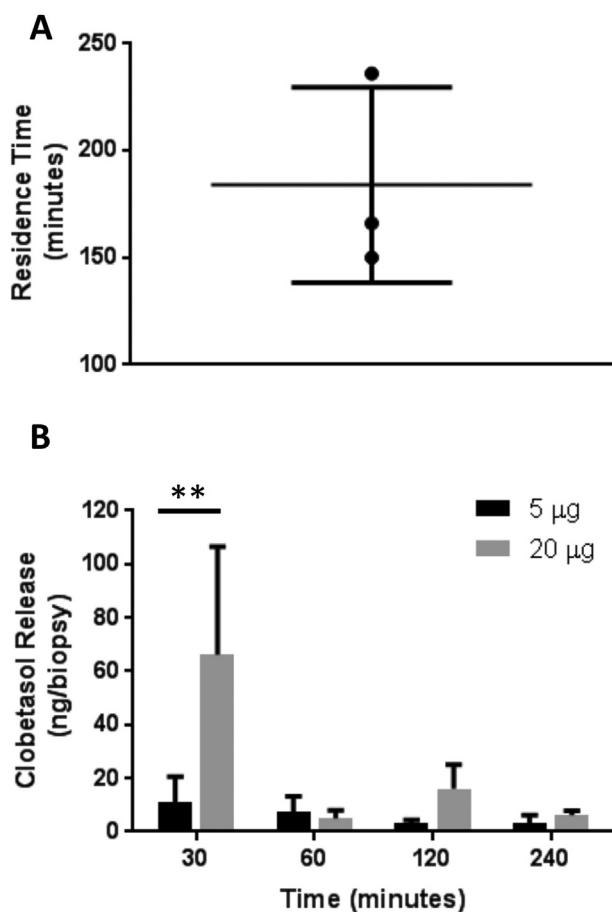 A
250
200
150
100
Residence Time
(minutes)
B
**
5 μg
20 μg
120
100
80
60
40
20
0
Clobetasol Release
(ng/biopsy)
30 60 120 240
Time (minutes)